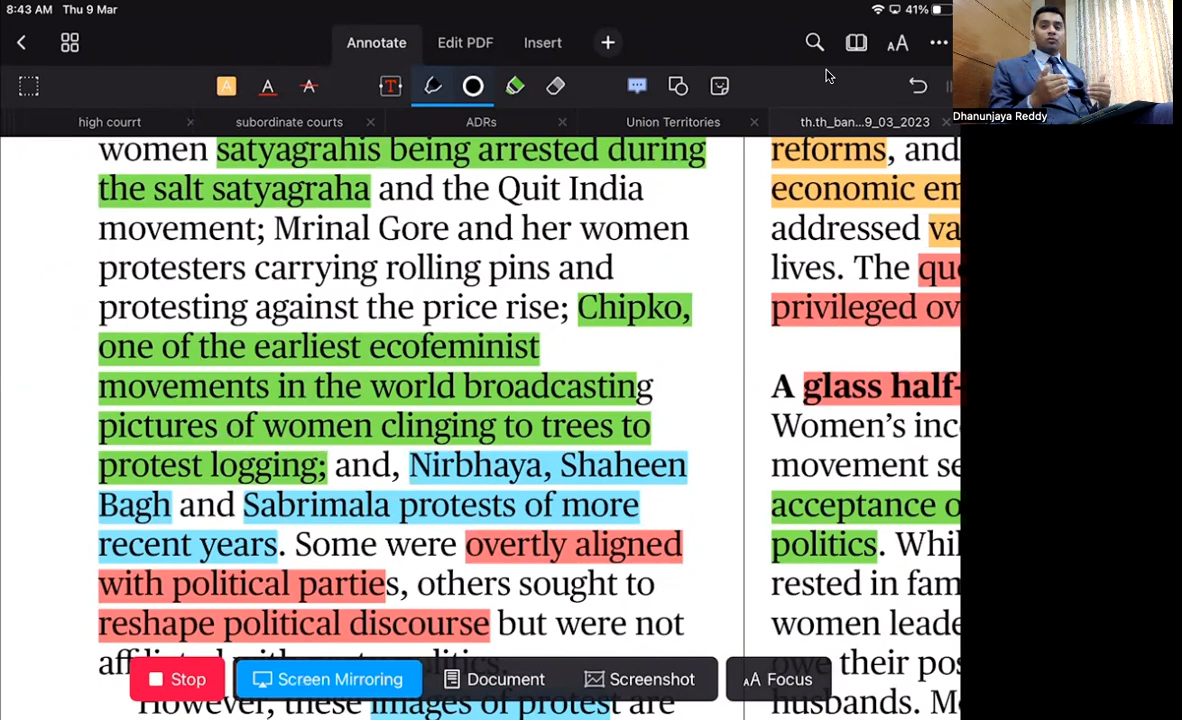 8:43 AM Thu 9 Mar
41%
Annotate
Edit PDF
Insert
AA
A
A
A
T
Dhanunjaya Reddy
high courrt
subordinate courts
ADRs
Union Territories
th.th_ban...9_03_2023
women satyagrahis being arrested during
the salt satyagraha and the Quit India
movement; Mrinal Gore and her women
protesters carrying rolling pins and
protesting against the price rise; Chipko,
one of the earliest ecofeminist
movements in the world broadcasting
pictures of women clinging to trees to
protest logging; and, Nirbhaya, Shaheen
Bagh and Sabrimala protests of more
recent years. Some were overtly aligned
with political parties, others sought to
reshape political discourse but were not
However, these images of protest are
reforms, and
economic em
addressed va
lives. The que
privileged ov
A glass half-
Women's inc
movement se
acceptance o
politics. Whil
rested in fam
women leade
owe their pos
husbands. M
Stop
Screen Mirroring
Document
Screenshot
AA Focus